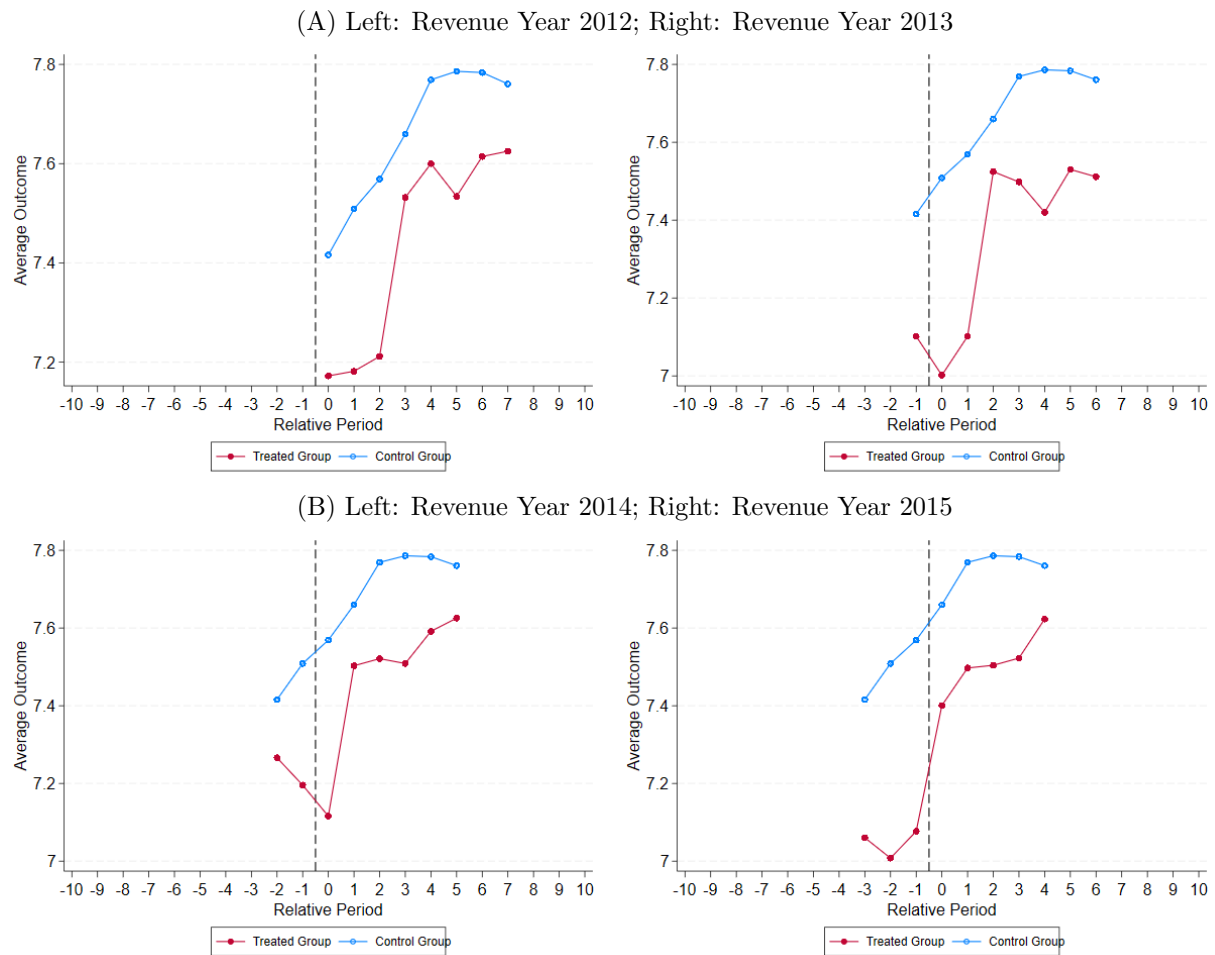 (A) Left: Revenue Year 2012; Right: Revenue Year 2013
Average Outcome
7.8
7.6
7.4
7.2
-10 -9 -8 -7 -6 -5 -4 -3 -2 -1 0 1 2 3 4 5 6 7 8 9 10
Relative Period
Treated Group Control Group
Average Outcome
7.8
7.6
7.4
7.2
7
-10 -9 -8 -7 -6 -5 -4 -3 -2 -1 0 1 2 3 4 5 6 7 8 9 10
Relative Period
Treated Group Control Group
(B) Left: Revenue Year 2014; Right: Revenue Year 2015
Average Outcome
7.8
7.6
7.4
7.2
7
-10 -9 -8 -7 -6 -5 -4 -3 -2 -1 0 1 2 3 4 5 6 7 8 9 10
Relative Period
Treated Group Control Group
Average Outcome
7.8
7.6
7.4
7.2
7
-10 -9 -8 -7 -6 -5 -4 -3 -2 -1 0 1 2 3 4 5 6 7 8 9 10
Relative Period
Treated Group Control Group